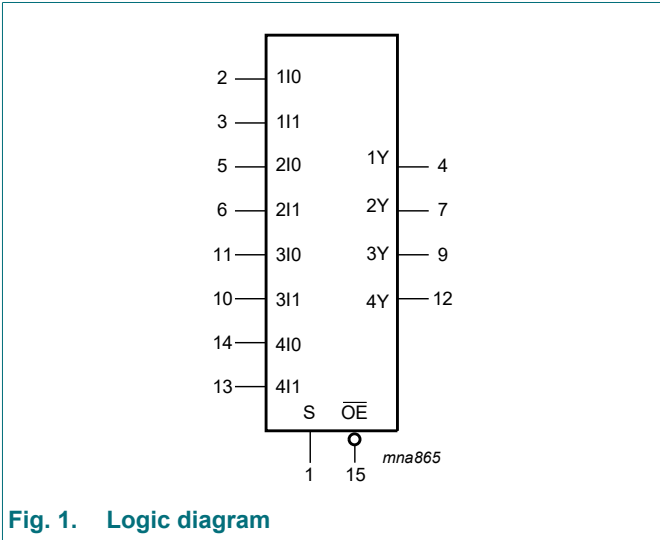 2 1I0
3 1I1
5 2I0 1Y 4
6 2I1 2Y 7
11 3I0 3Y 9
10 3I1 4Y 12
14 4I0
13 4I1
S OE
mna865
1 15
Fig. 1. Logic diagram